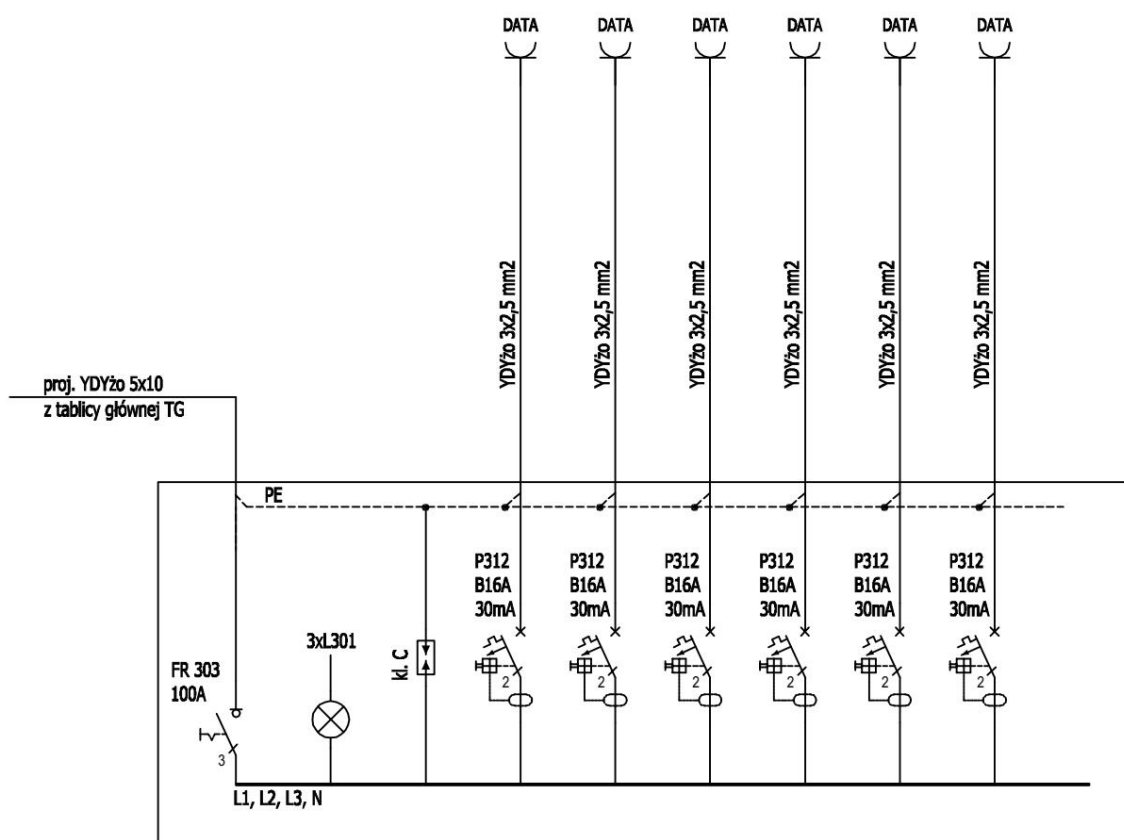 DATA DATA DATA DATA DATA DATA
YDYżo 3x2,5 mm2
YDYżo 3x2,5 mm2
YDYżo 3x2,5 mm2
YDYżo 3x2,5 mm2
YDYżo 3x2,5 mm2
YDYżo 3x2,5 mm2
proj. YDYżo 5x10
z tablicy głównej TG
PE
P312
B16A
30mA
P312
B16A
30mA
P312
B16A
30mA
P312
B16A
30mA
P312
B16A
30mA
P312
B16A
30mA
3xL301
kl. C
FR 303
100A
2 2 2 2 2 2
3
L1, L2, L3, N